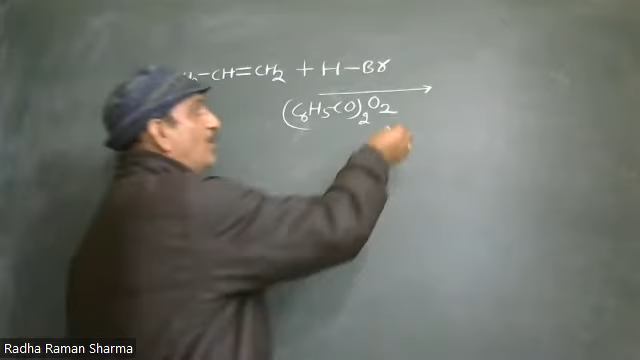 –CH=CH₂ + H–Br
(C₆H₅CO)₂O₂
Radha Raman Sharma